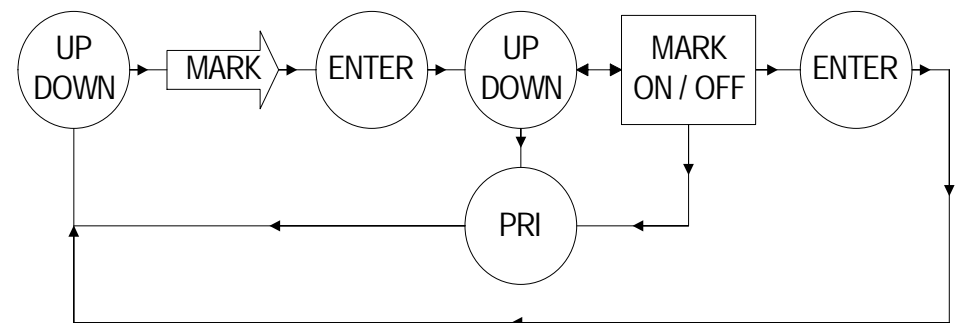 UP
DOWN
MARK
ENTER
UP
DOWN
MARK
ON / OFF
ENTER
PRI